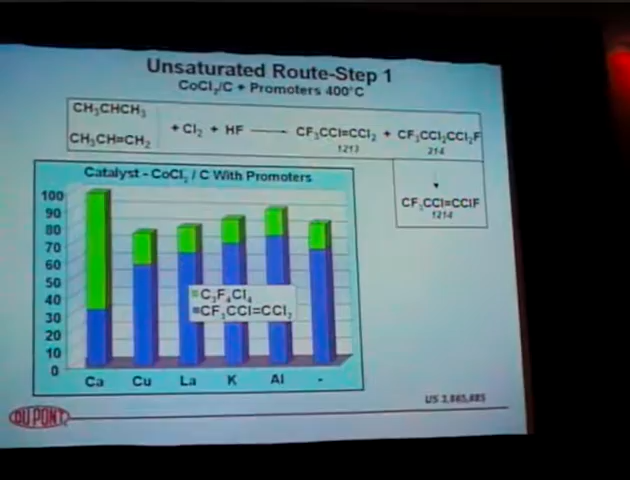 Unsaturated Route-Step 1
CoCl₂/C + Promoters 400°C
CH₃CHCH₃
CH₃CH=CH₂
+ Cl₂ + HF
CF₃CCl=CCl₂ + CF₃CCl₂CCl₂F
1213
214
CF₃CCl=CClF
1214
Catalyst - CoCl₂ / C With Promoters
100
90
80
70
60
50
40
30
20
10
0
C₃F₄Cl₄
CF₃CCl=CCl₂
Ca Cu La K Al -
DUPONT